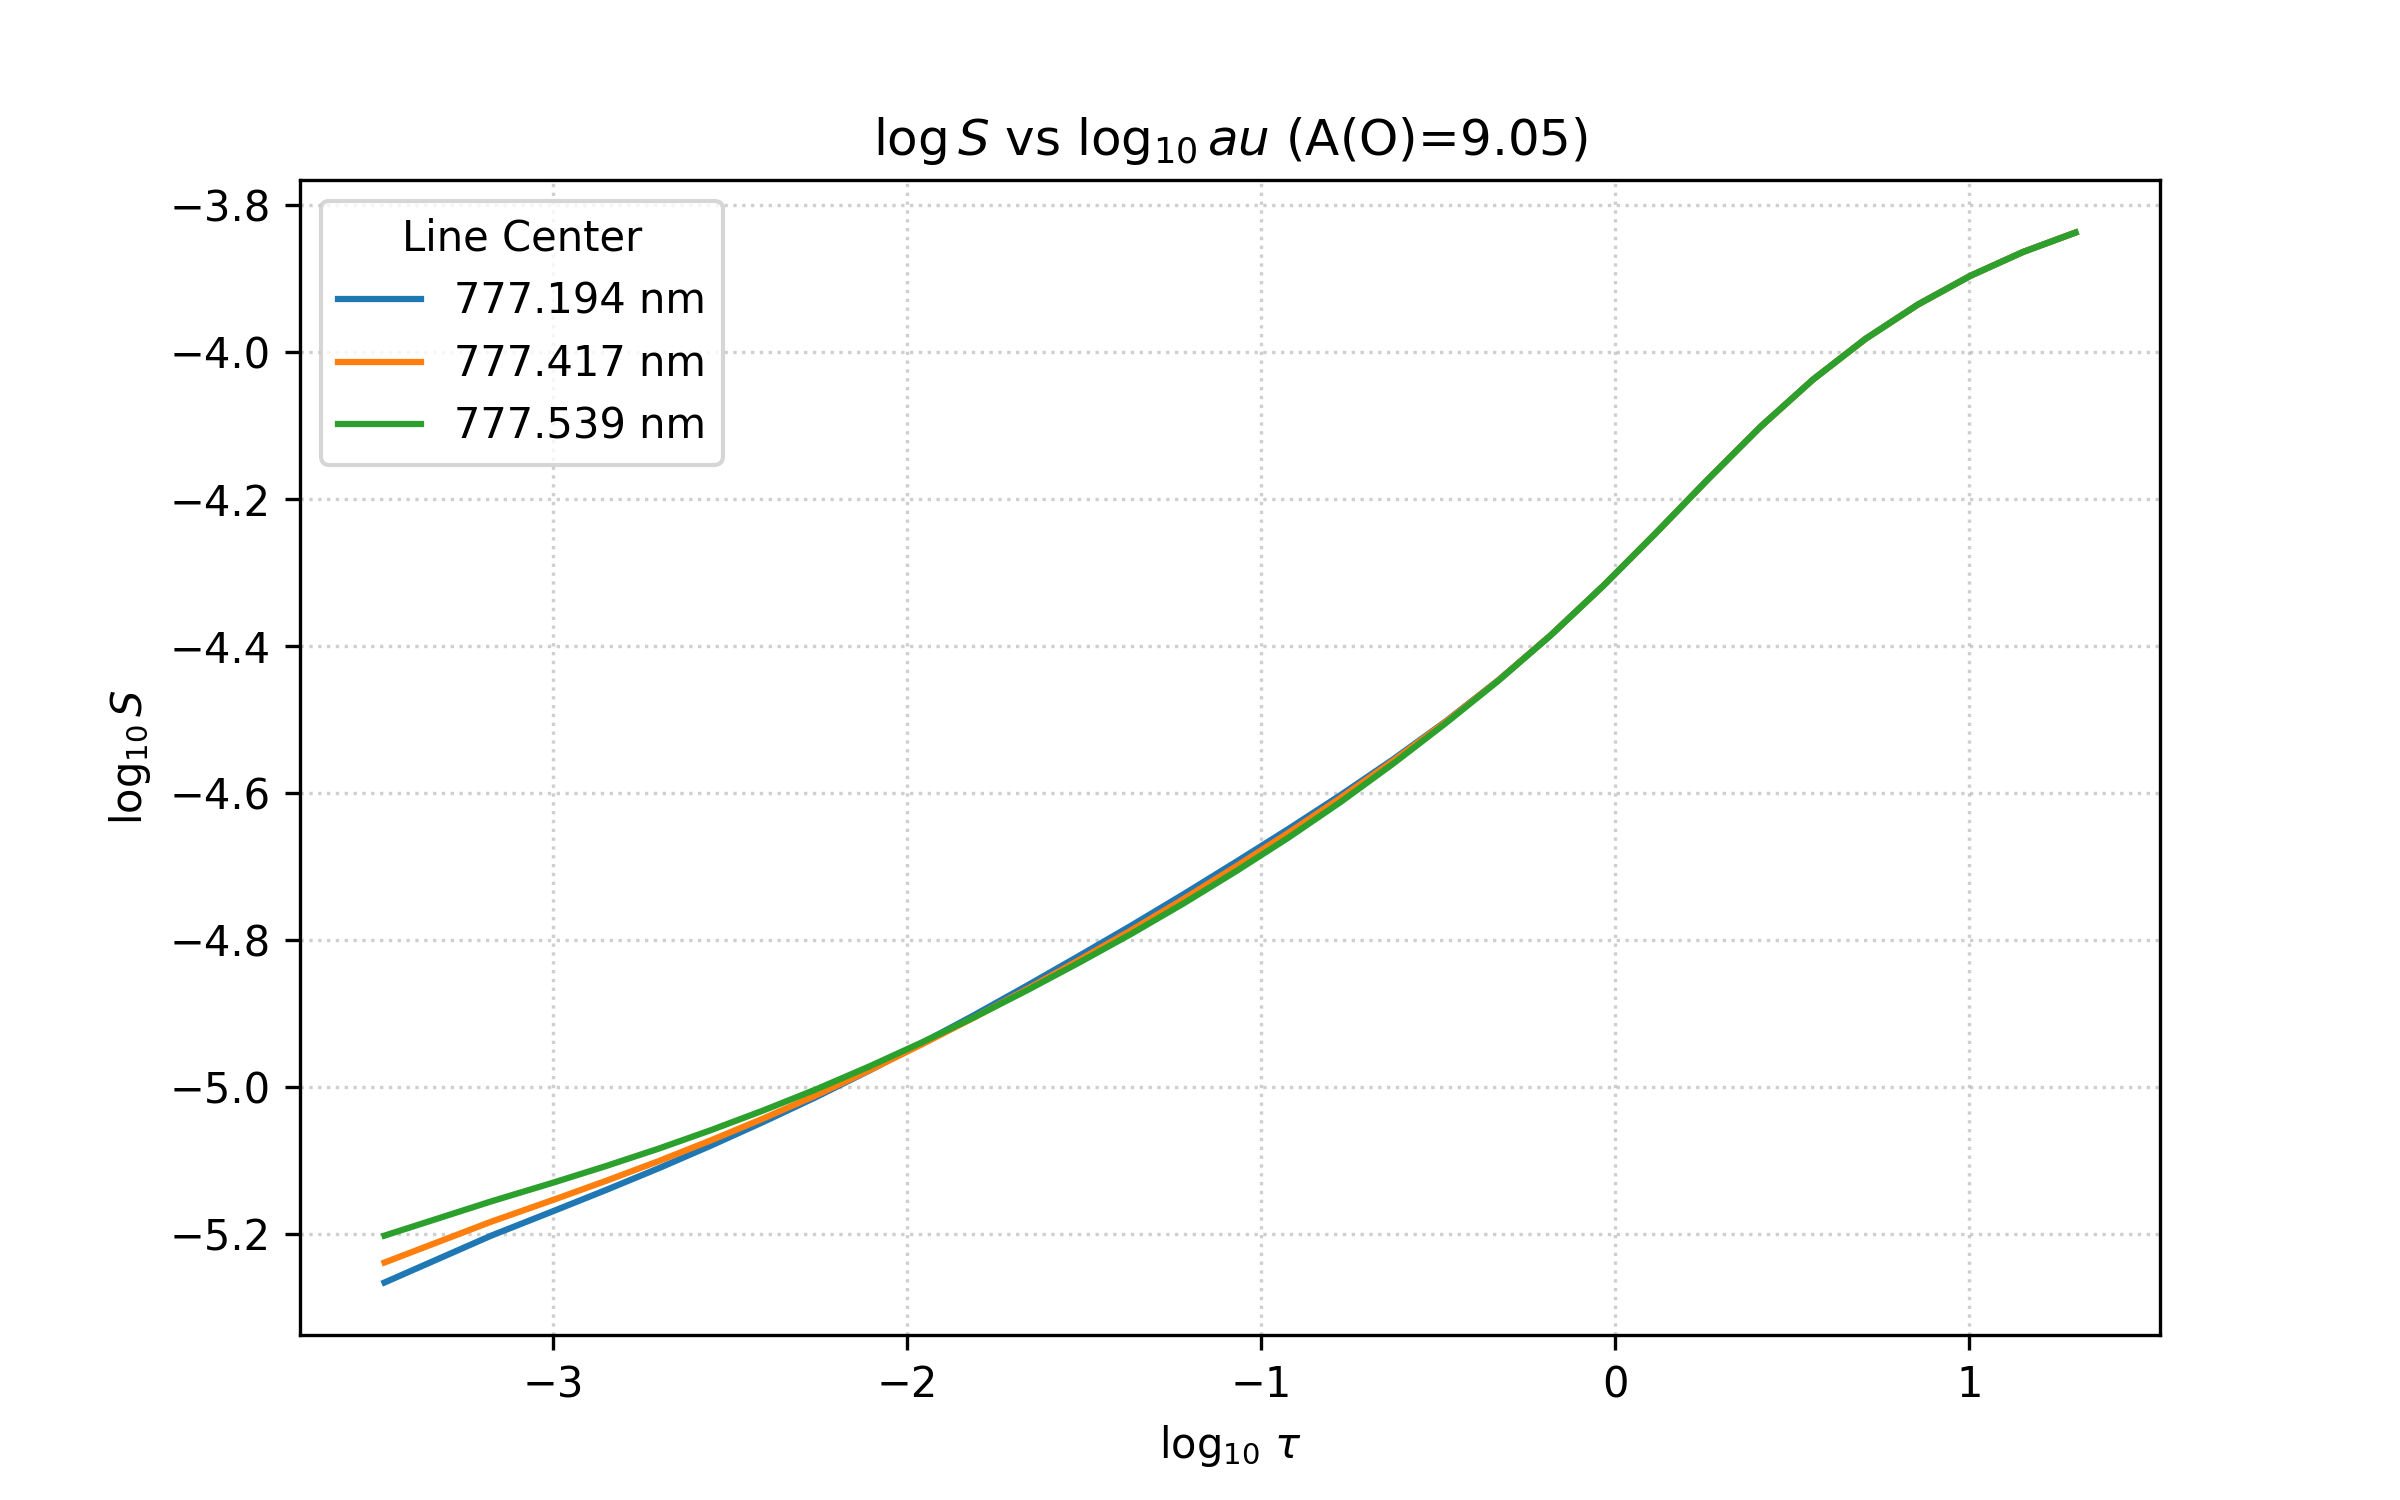 log S vs log₁₀ au (A(O)=9.05)
Line Center
777.194 nm
777.417 nm
777.539 nm
−3.8
−4.0
−4.2
−4.4
−4.6
−4.8
−5.0
−5.2
log₁₀ S
−3 −2 −1 0 1
log₁₀ τ